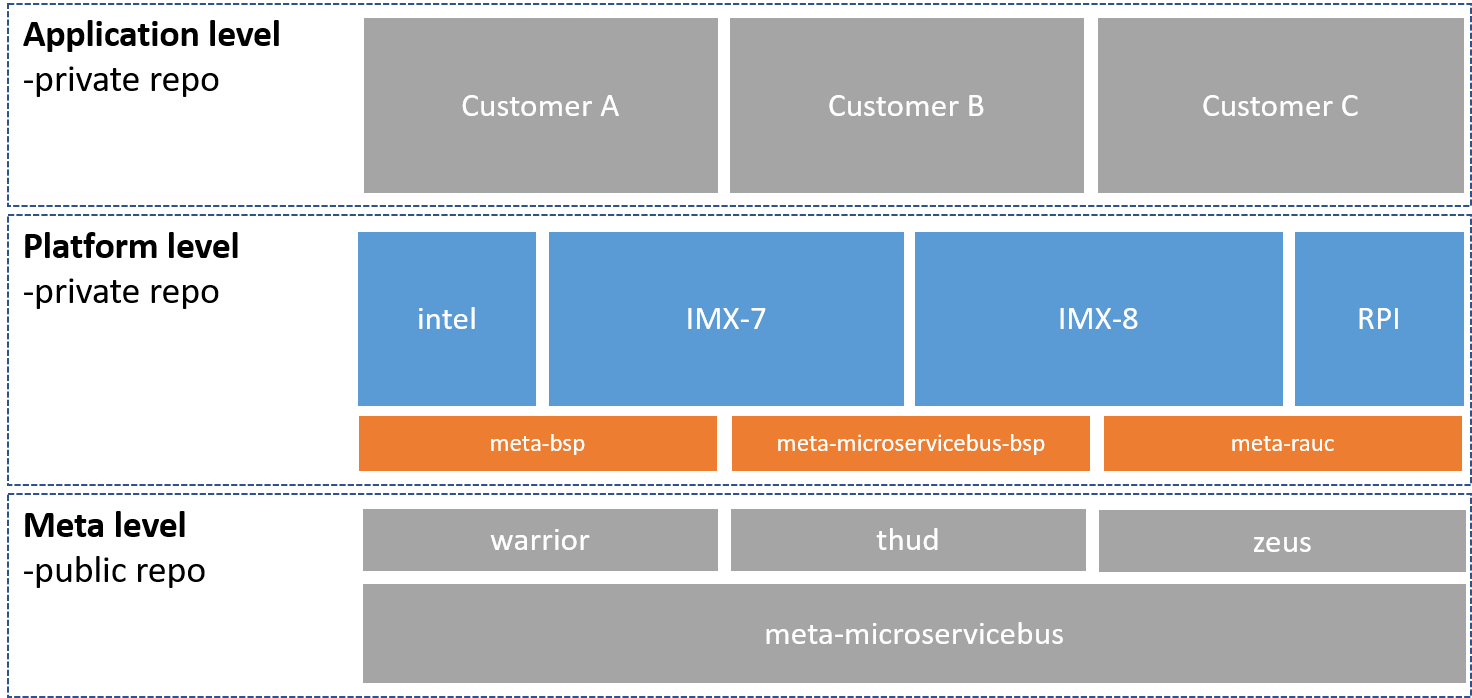 Application level
-private repo
Customer A
Customer B
Customer C
Platform level
-private repo
intel
IMX-7
IMX-8
RPI
meta-bsp
meta-microservicebus-bsp
meta-rauc
Meta level
-public repo
warrior
thud
zeus
meta-microservicebus